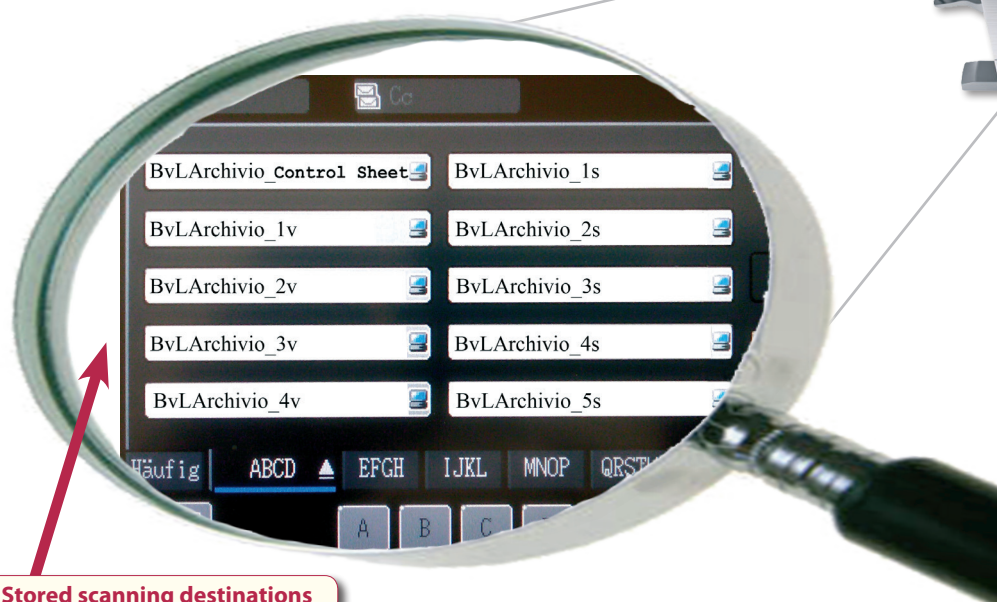 Cc
BvLArchivio_Control Sheet
BvLArchivio_1s
BvLArchivio_1v
BvLArchivio_2s
BvLArchivio_2v
BvLArchivio_3s
BvLArchivio_3v
BvLArchivio_4s
BvLArchivio_4v
BvLArchivio_5s
Häufig ABCD EFGH IJKL MNOP
A B C
Stored scanning destinations